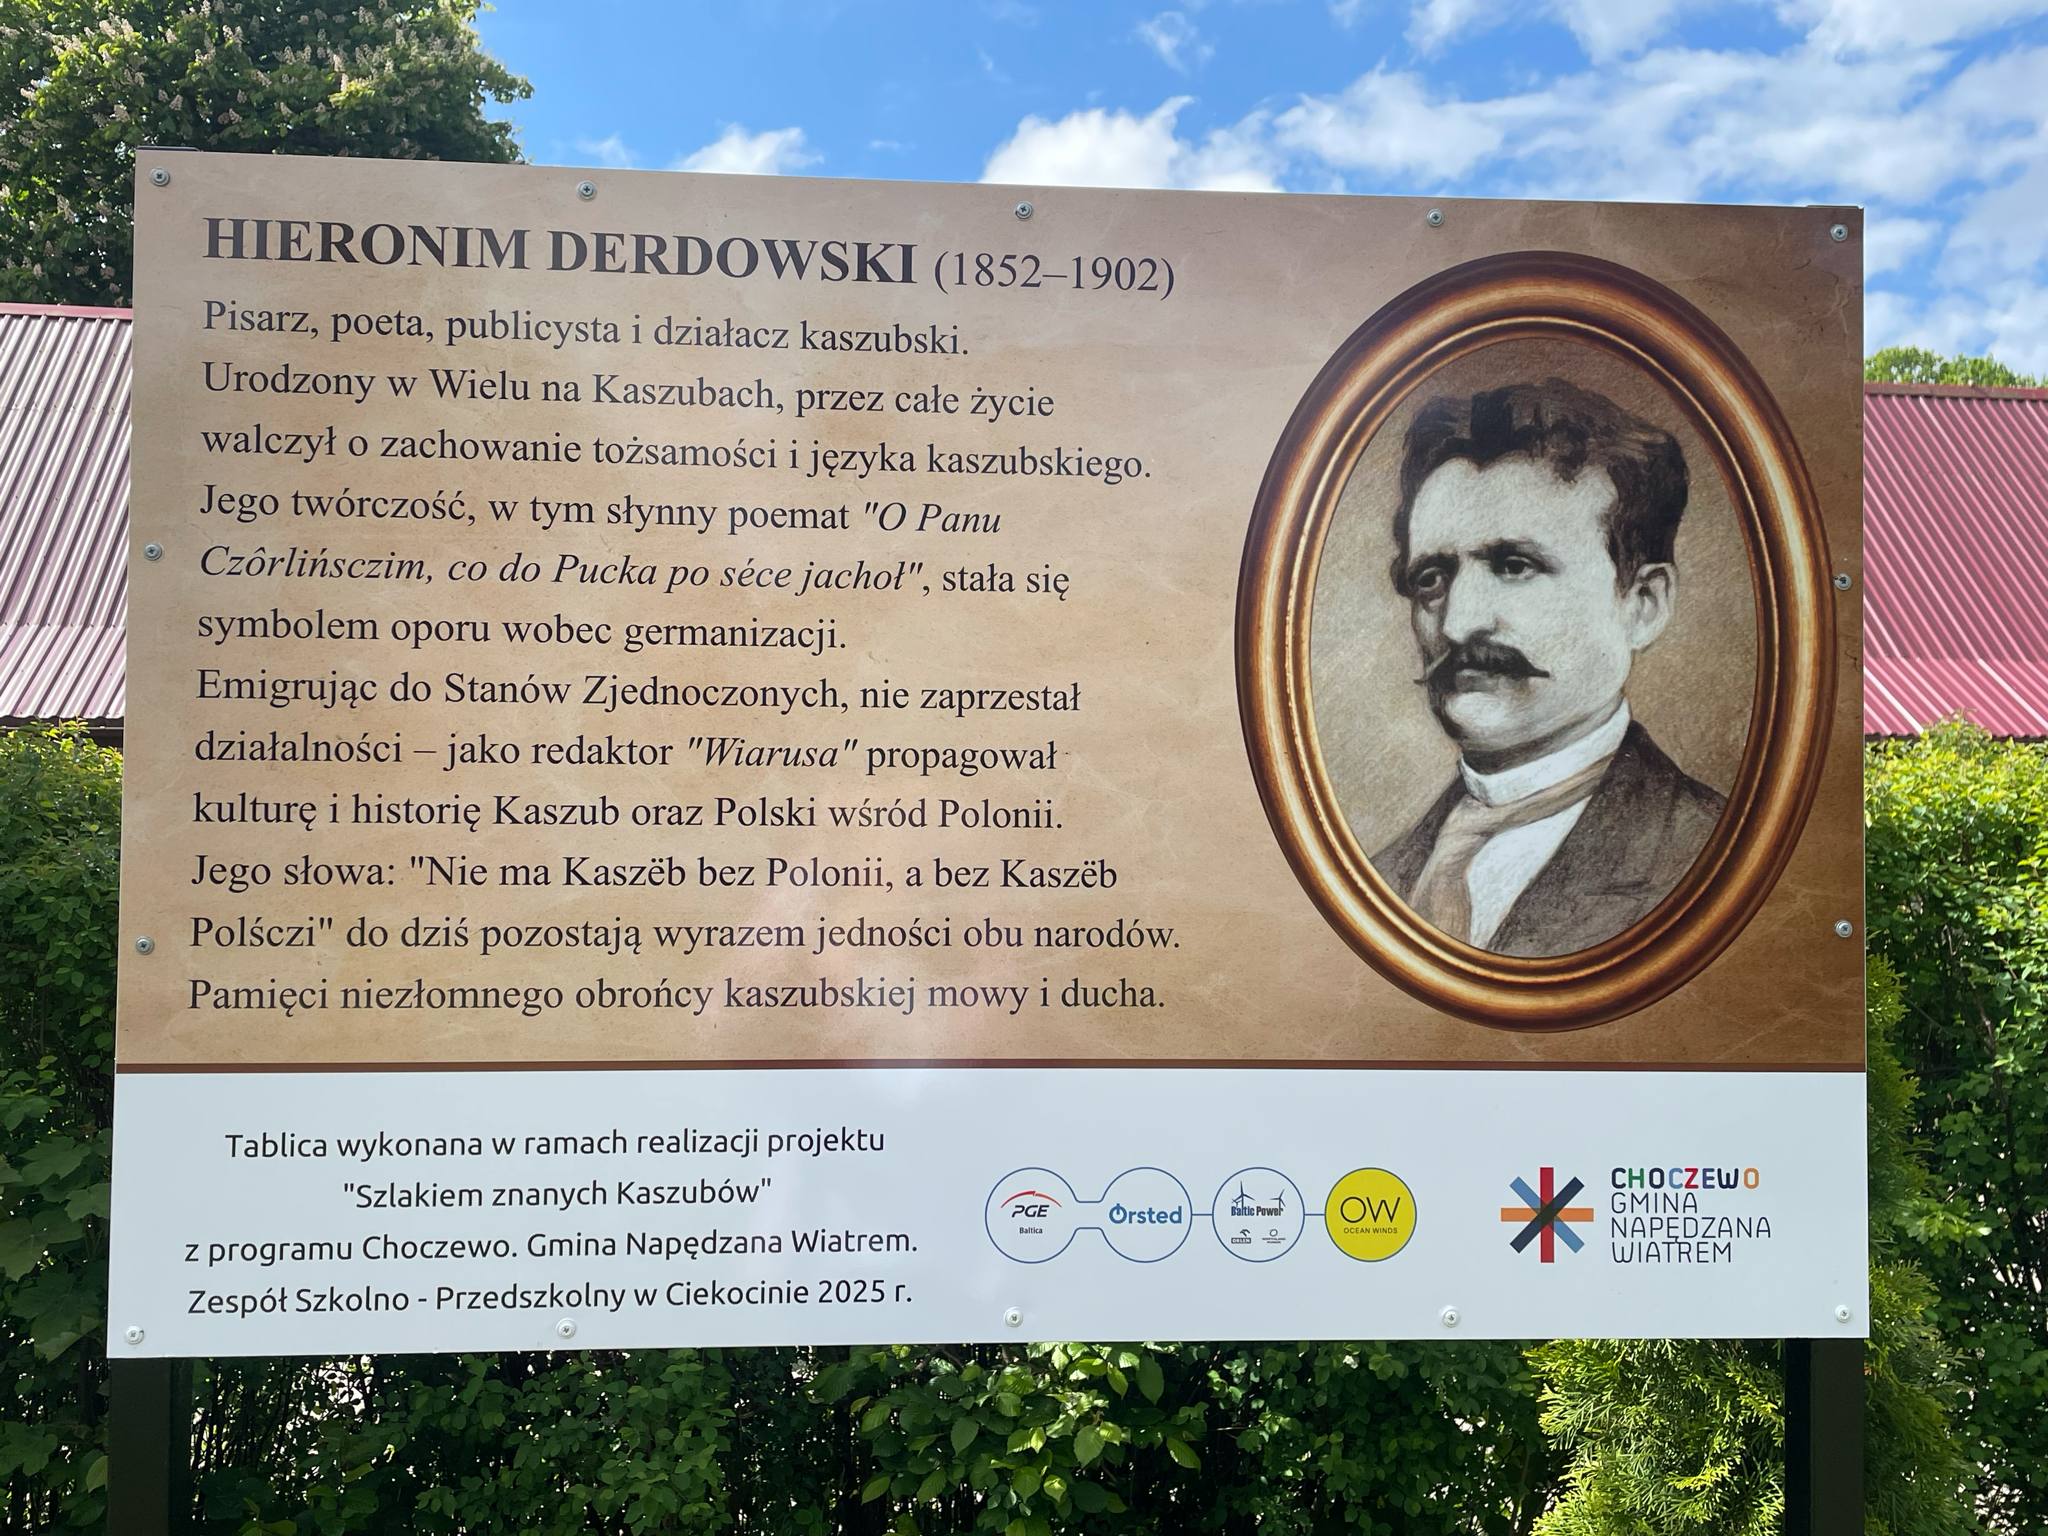 HIERONIM DERDOWSKI (1852–1902)
Pisarz, poeta, publicysta i działacz kaszubski.
Urodzony w Wielu na Kaszubach, przez całe życie
walczył o zachowanie tożsamości i języka kaszubskiego.
Jego twórczość, w tym słynny poemat "O Panu
Czôrlińsczim, co do Pucka po séce jachoł", stała się
symbolem oporu wobec germanizacji.
Emigrując do Stanów Zjednoczonych, nie zaprzestał
działalności – jako redaktor "Wiarusa" propagował
kulturę i historię Kaszub oraz Polski wśród Polonii.
Jego słowa: "Nie ma Kaszëb bez Polonii, a bez Kaszëb
Polśczi" do dziś pozostają wyrazem jedności obu narodów.
Pamięci niezłomnego obrońcy kaszubskiej mowy i ducha.
Tablica wykonana w ramach realizacji projektu
"Szlakiem znanych Kaszubów"
z programu Choczewo. Gmina Napędzana Wiatrem.
Zespół Szkolno - Przedszkolny w Ciekocinie 2025 r.
PGE
Baltica
Ørsted
Baltic Power
ORLEN
OW
OCEAN WINDS
CHOCZEWO
GMINA
NAPĘDZANA
WIATREM